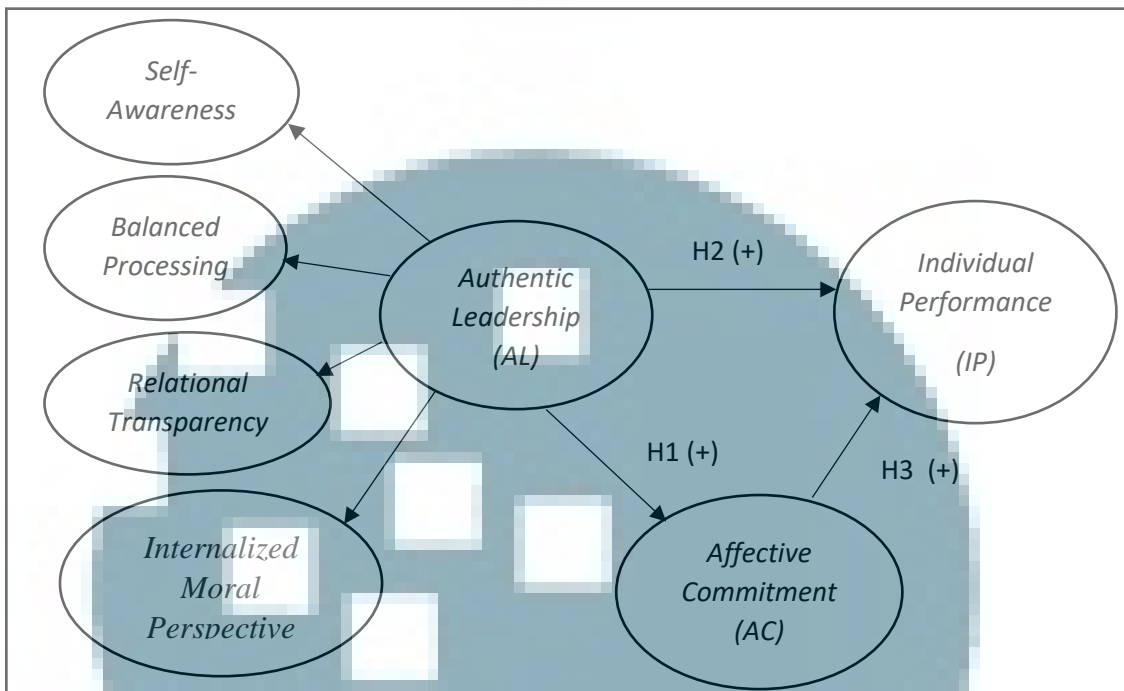 Self-
Awareness
Balanced
Processing
Relational
Transparency
Internalized
Moral
Perspective
Authentic
Leadership
(AL)
H2 (+)
H1 (+)
H3 (+)
Individual
Performance
(IP)
Affective
Commitment
(AC)